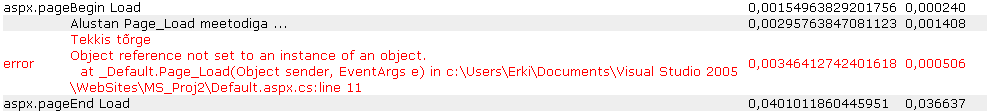 aspx.page Begin Load 0,00154963829201756 0,000240
Alustan Page_Load meetodiga ... 0,00295763847081123 0,001408
Tekkis tõrge
Object reference not set to an instance of an object.
error at _Default.Page_Load(Object sender, EventArgs e) in c:\Users\Erki\Documents\Visual Studio 2005 0,00346412742401618 0,000506
\WebSites\MS_Proj2\Default.aspx.cs:line 11
aspx.page End Load 0,0401011860445951 0,036637